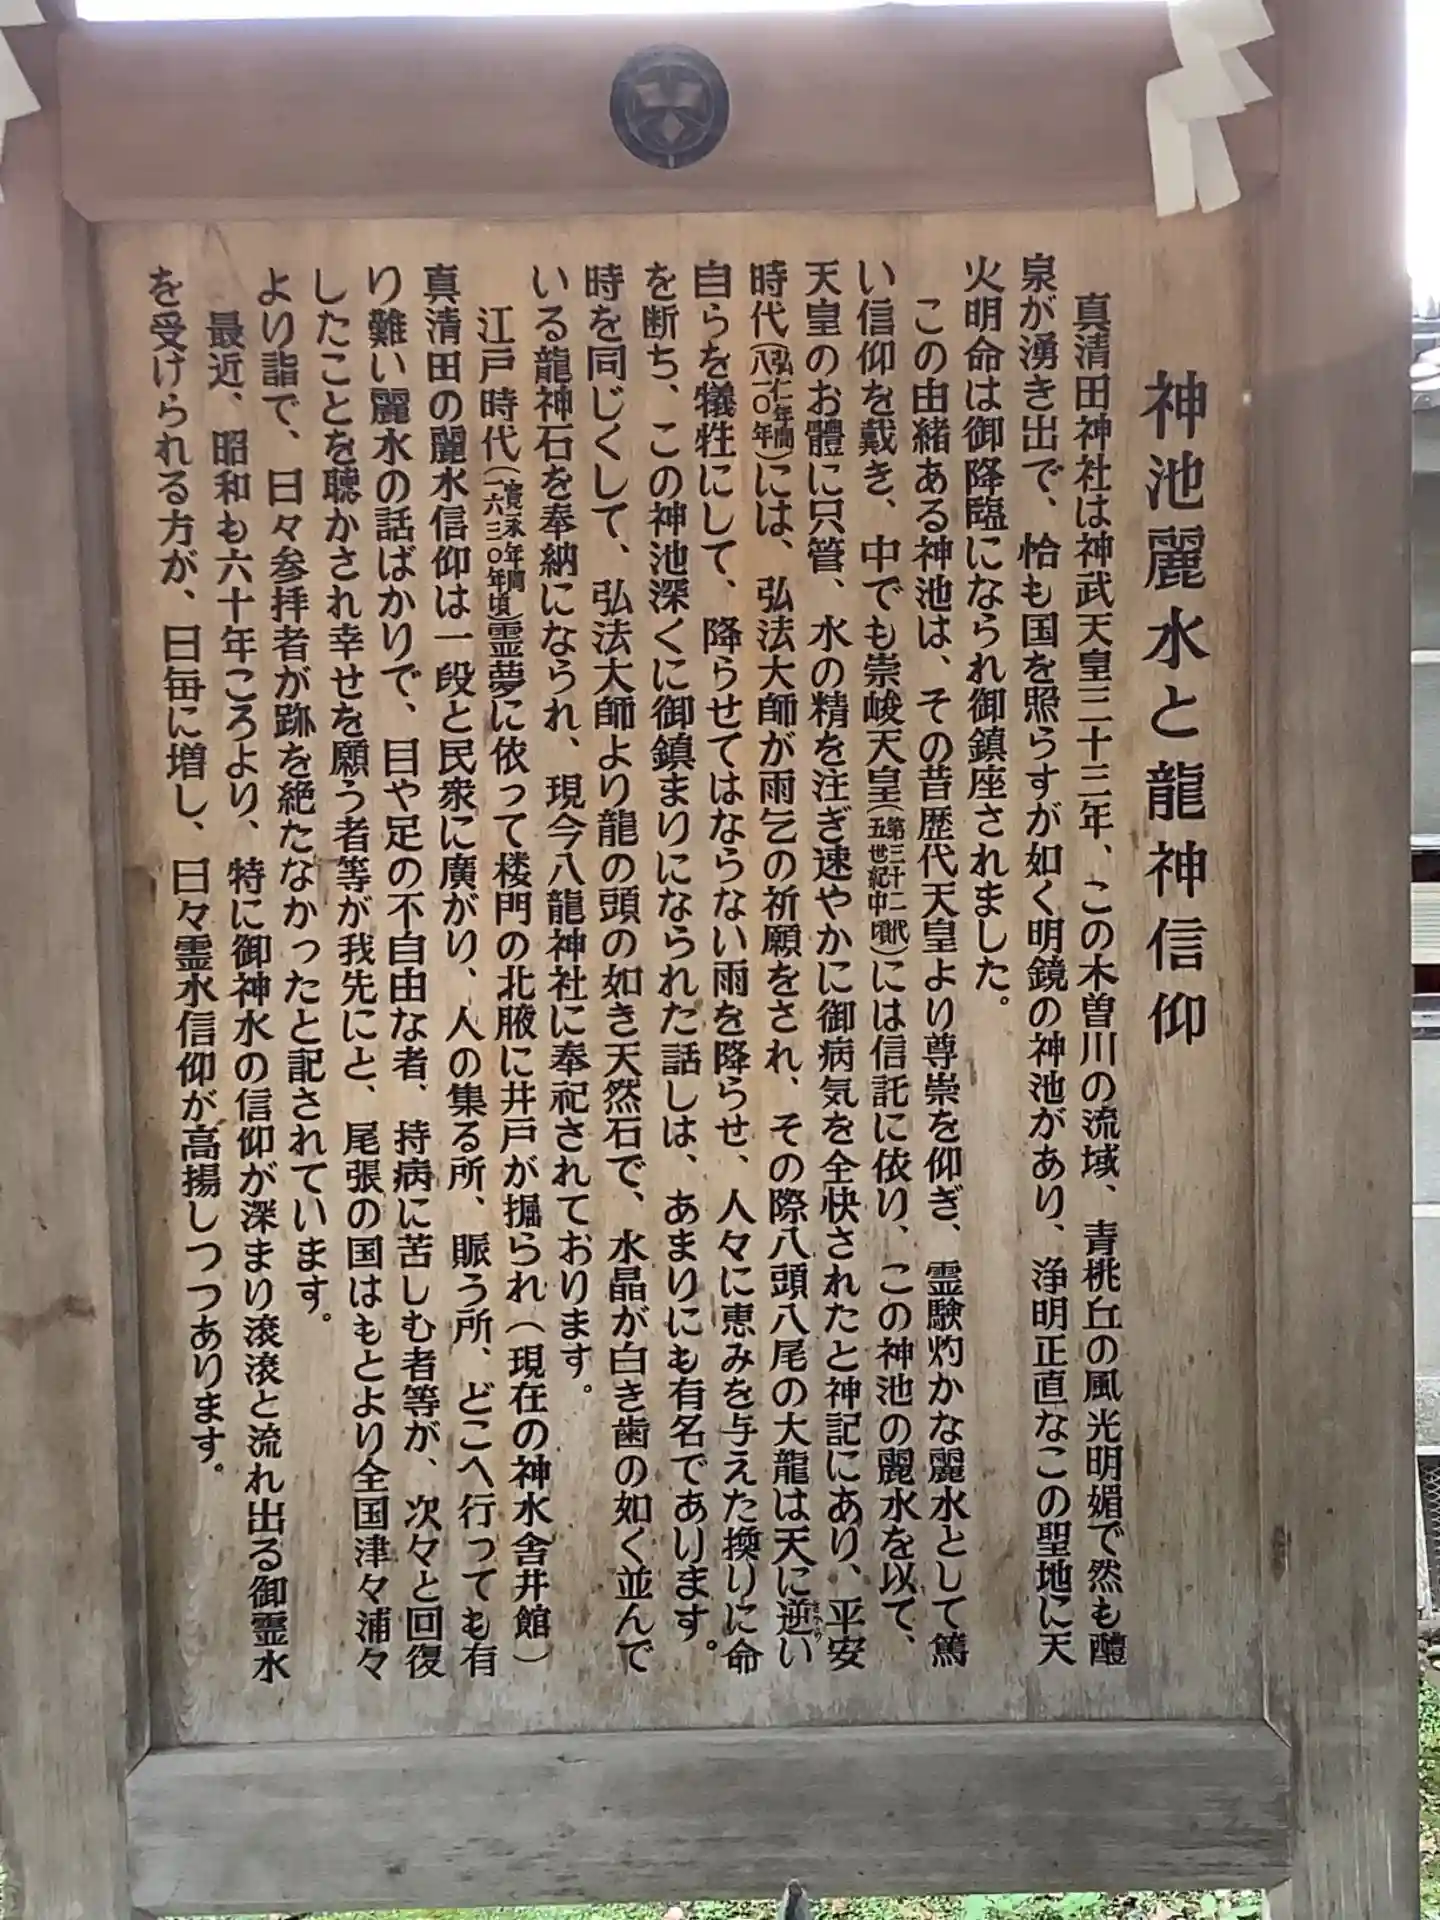 神池麗水と龍神信仰
真清田神社は神武天皇三十三年、この木曽川の流域、青桃丘の風光明媚で然も醴
泉が湧き出で、恰も国を照らすが如く明鏡の神池があり、浄明正直なこの聖地に天
火明命は御降臨になられ御鎮座されました。
この由緒ある神池は、その昔歴代天皇より尊崇を仰ぎ、霊験灼かな麗水として篤
い信仰を戴き、中でも崇峻天皇(第三十二代五世紀中頃)には信託に依り、この神池の麗水を以て、
天皇のお體に只管、水の精を注ぎ速やかに御病気を全快されたと神記にあり、平安
時代(弘仁年間八一〇年)には、弘法大師が雨乞の祈願をされ、その際八頭八尾の大龍は天に逆い
自らを犠牲にして、降らせてはならない雨を降らせ、人々に恵みを与えた換りに命
を断ち、この神池深くに御鎮まりになられた話しは、あまりにも有名であります。
時を同じくして、弘法大師より龍の頭の如き天然石で、水晶が白き歯の如く並んで
いる龍神石を奉納になられ、現今八龍神社に奉祀されております。
江戸時代(寛永年間一六三〇年頃)霊夢に依って楼門の北腋に井戸が掘られ(現在の神水舎井館)
真清田の麗水信仰は一段と民衆に廣がり、人の集る所、賑う所、どこへ行っても有
り難い麗水の話ばかりで、目や足の不自由な者、持病に苦しむ者等が、次々と回復
したことを聴かされ幸せを願う者等が我先にと、尾張の国はもとより全国津々浦々
より詣で、日々参拝者が跡を絶たなかったと記されています。
最近、昭和も六十年ころより、特に御神水の信仰が深まり滚滚と流れ出る御霊水
を受けられる方が、日毎に増し、日々霊水信仰が高揚しつつあります。